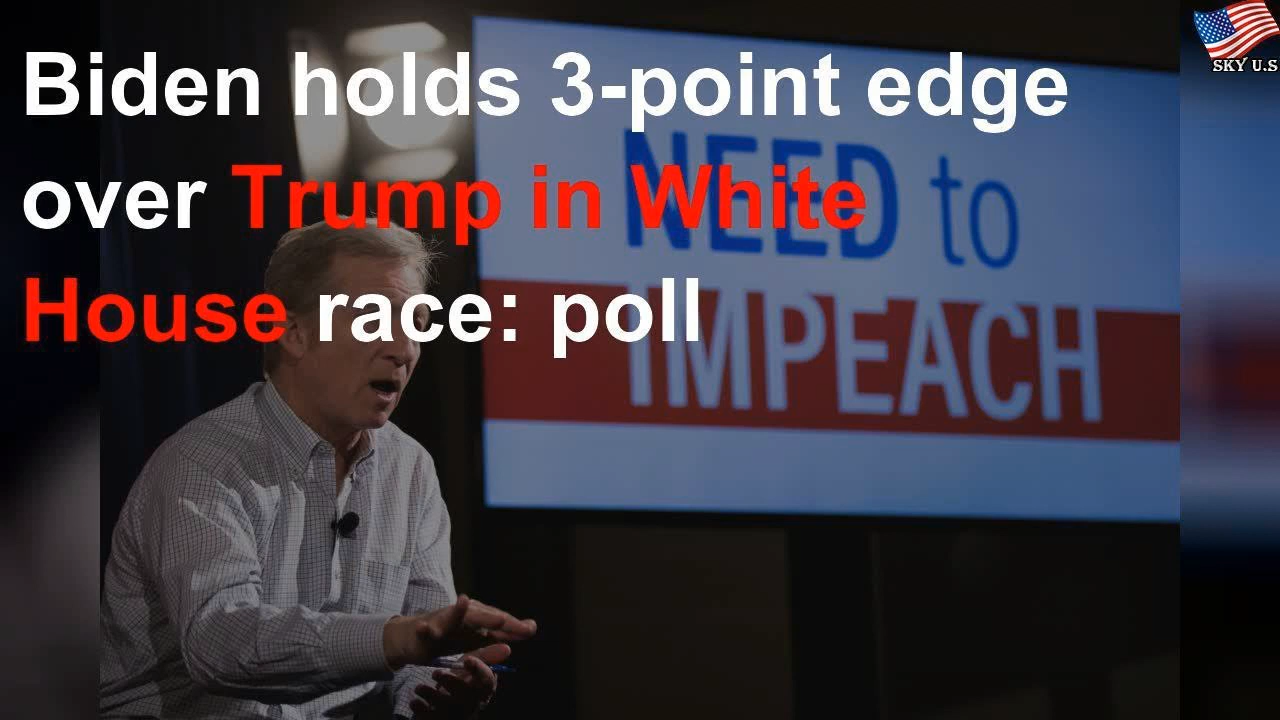 Biden holds 3-point edge
over Trump in White
House race: poll
NEED to
IMPEACH
SKY U.S